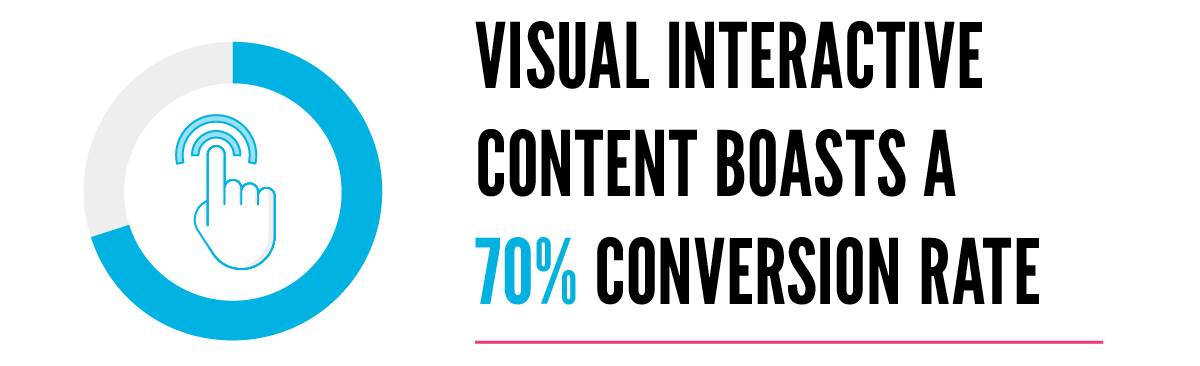 VISUAL INTERACTIVE
CONTENT BOASTS A
70% CONVERSION RATE